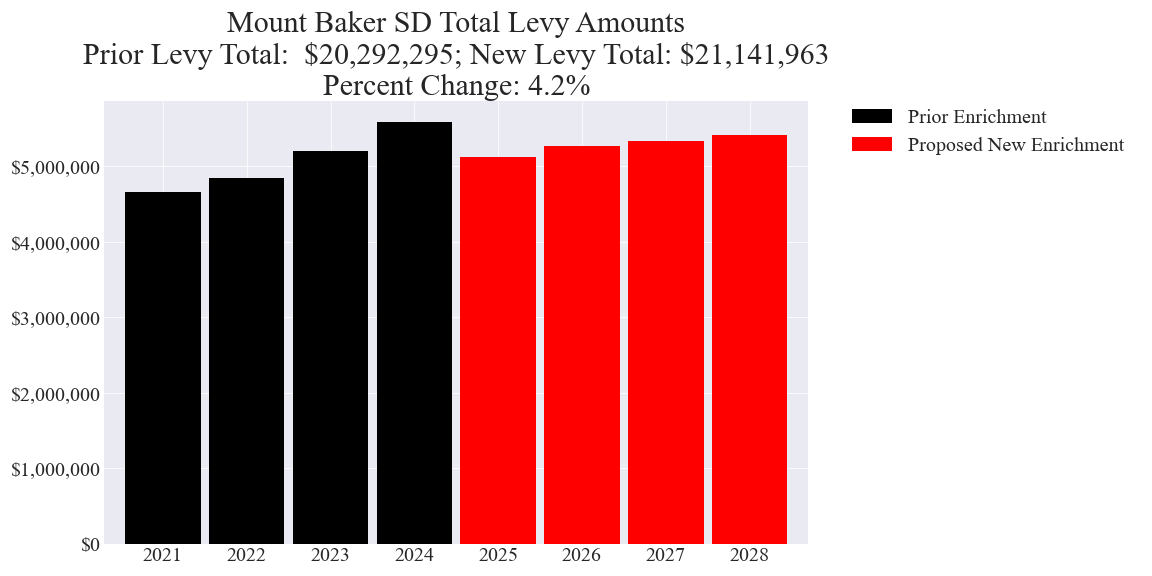 Mount Baker SD Total Levy Amounts
Prior Levy Total:  $20,292,295; New Levy Total: $21,141,963
Percent Change: 4.2%
Prior Enrichment
Proposed New Enrichment
$5,000,000
$4,000,000
$3,000,000
$2,000,000
$1,000,000
$0
2021 2022 2023 2024 2025 2026 2027 2028